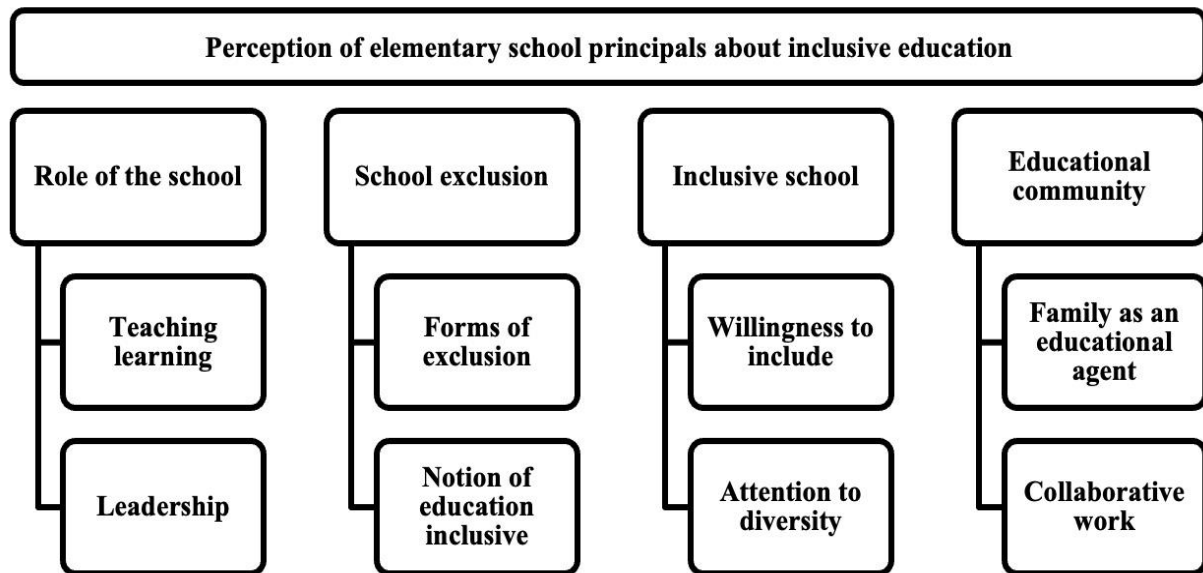 Perception of elementary school principals about inclusive education
Role of the school
Teaching
learning
Leadership
School exclusion
Forms of
exclusion
Notion of
education
inclusive
Inclusive school
Willingness to
include
Attention to
diversity
Educational
community
Family as an
educational
agent
Collaborative
work